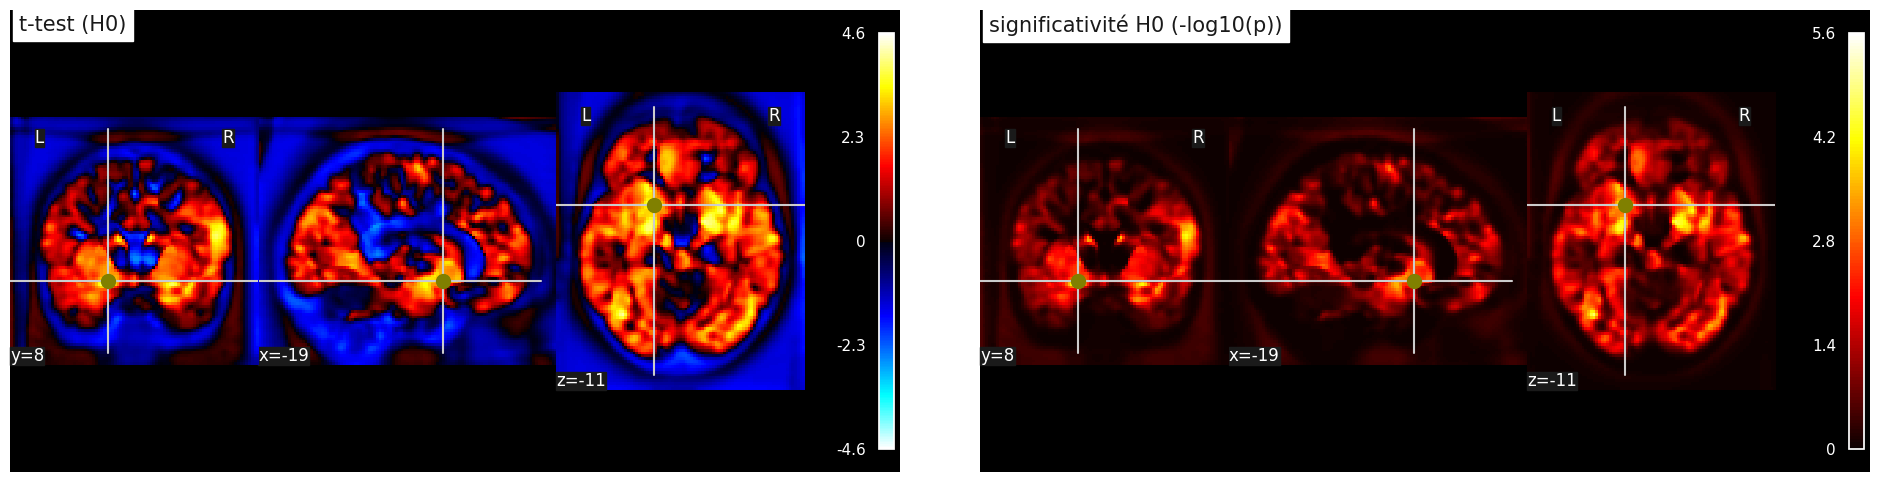 t-test (H0)
L
R
L
R
y=8
x=-19
z=-11
4.6
2.3
0
-2.3
-4.6
significativité H0 (-log10(p))
L
R
L
R
y=8
x=-19
z=-11
5.6
4.2
2.8
1.4
0